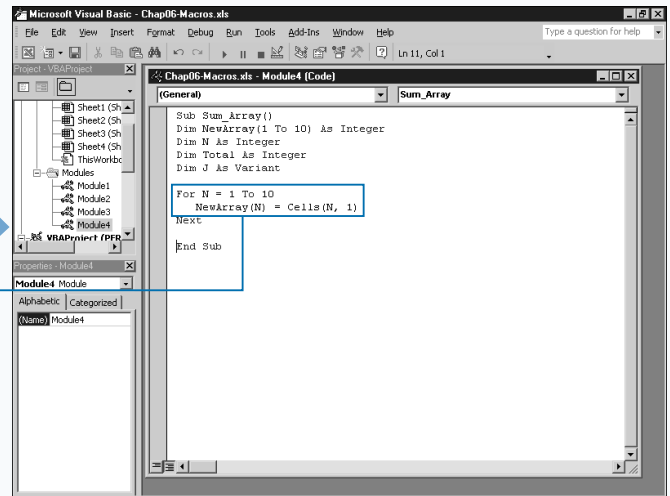 Microsoft Visual Basic - Chap06-Macros.xls
File Edit View Insert Format Debug Run Tools Add-Ins Window Help
Type a question for help
Ln 11, Col 1
Project - VBAProject
Sheet1 (Sh
Sheet2 (Sh
Sheet3 (Sh
Sheet4 (Sh
ThisWorkbo
Modules
Module1
Module2
Module3
Module4
VBAProject (PER
Properties - Module4
Module4 Module
Alphabetic Categorized
(Name) Module4
Chap06-Macros.xls - Module4 (Code)
(General) Sum_Array
Sub Sum_Array()
Dim NewArray(1 To 10) As Integer
Dim N As Integer
Dim Total As Integer
Dim J As Variant
For N = 1 To 10
NewArray(N) = Cells(N, 1)
Next
End Sub